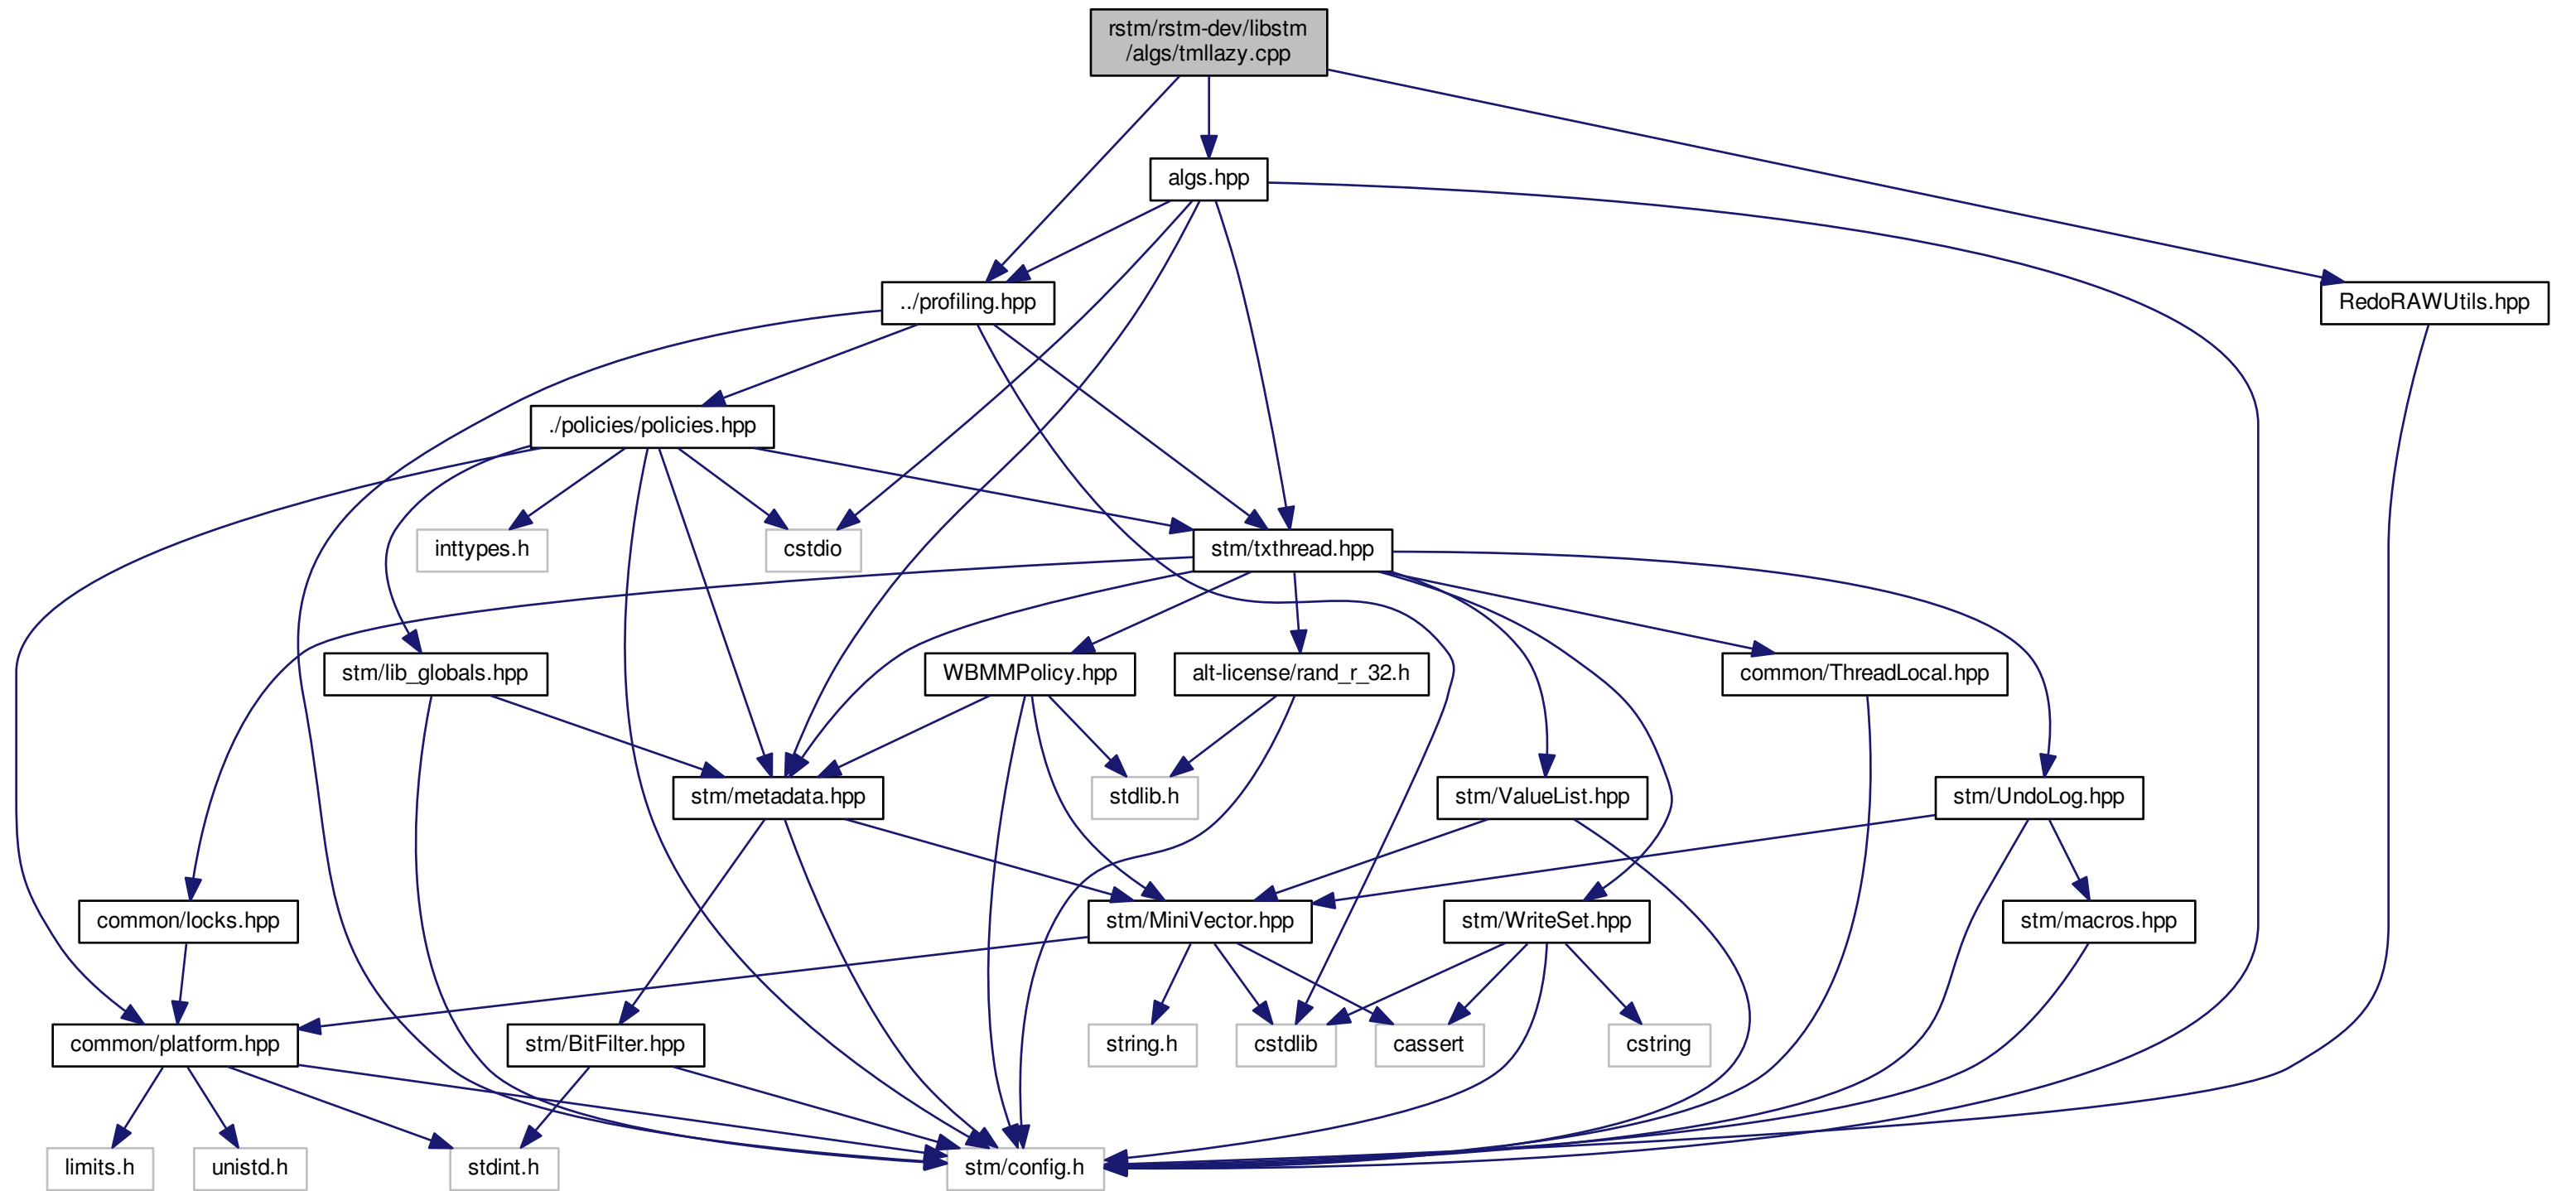 rstm/rstm-dev/libstm
/algs/tmllazy.cpp
algs.hpp
../profiling.hpp
RedoRAWUtils.hpp
./policies/policies.hpp
inttypes.h
cstdio
stm/txthread.hpp
stm/lib_globals.hpp
WBMMPolicy.hpp
alt-license/rand_r_32.h
common/ThreadLocal.hpp
stm/metadata.hpp
stdlib.h
stm/ValueList.hpp
stm/UndoLog.hpp
common/locks.hpp
stm/MiniVector.hpp
stm/WriteSet.hpp
stm/macros.hpp
common/platform.hpp
stm/BitFilter.hpp
string.h
cstdlib
cassert
cstring
limits.h
unistd.h
stdint.h
stm/config.h